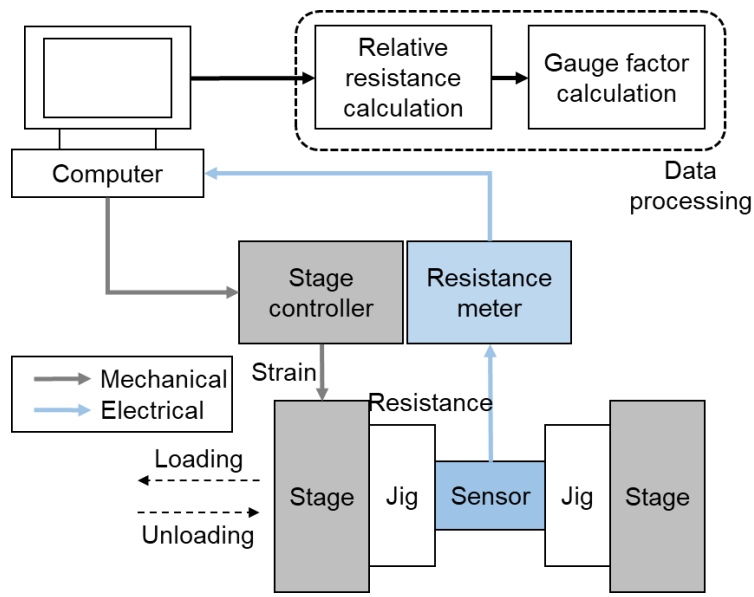 Relative
resistance
calculation
Gauge factor
calculation
Computer
Data
processing
Stage
controller
Resistance
meter
Mechanical
Electrical
Strain
Resistance
Loading
Unloading
Stage
Jig
Sensor
Jig
Stage